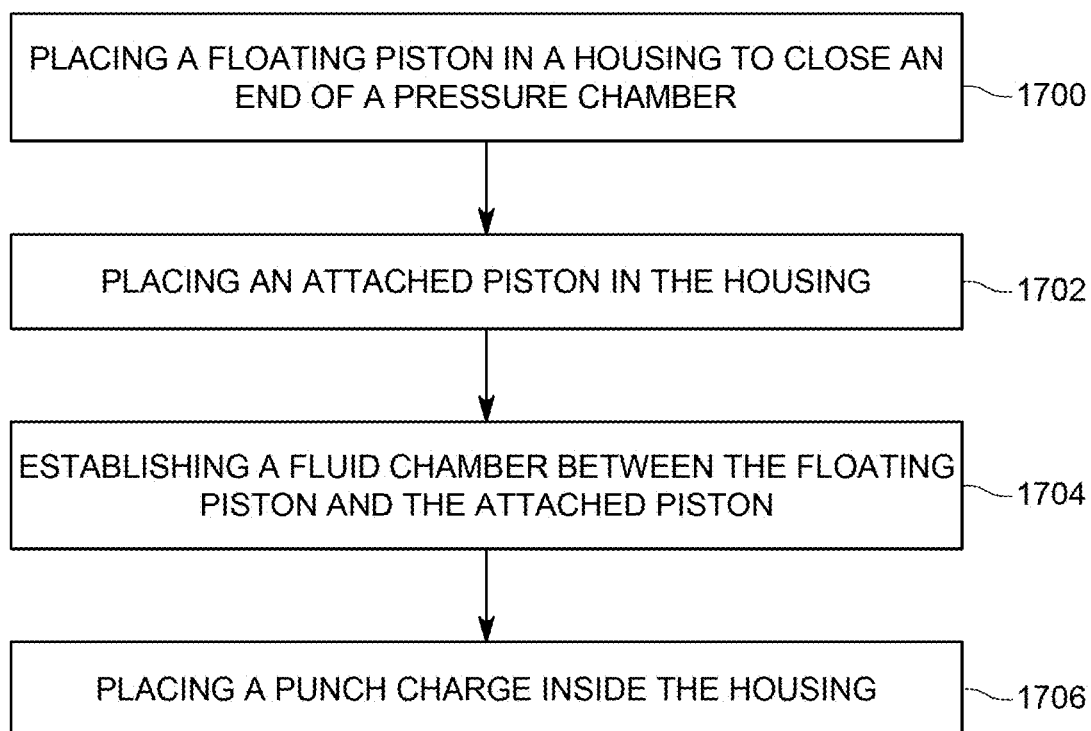 PLACING A FLOATING PISTON IN A HOUSING TO CLOSE AN
END OF A PRESSURE CHAMBER
1700
PLACING AN ATTACHED PISTON IN THE HOUSING
1702
ESTABLISHING A FLUID CHAMBER BETWEEN THE FLOATING
PISTON AND THE ATTACHED PISTON
1704
PLACING A PUNCH CHARGE INSIDE THE HOUSING
1706